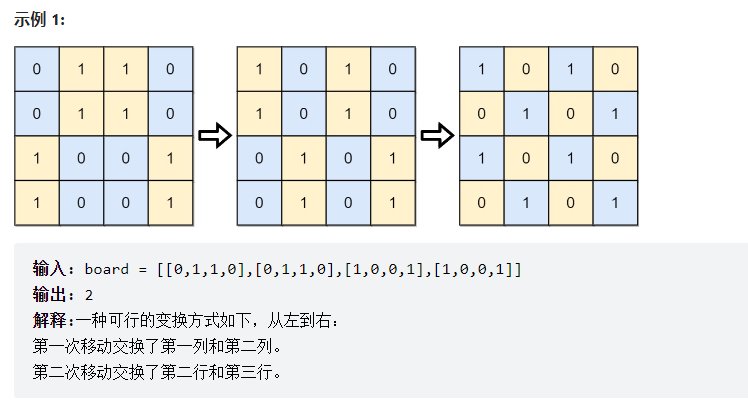 示例 1:
0 1 1 0 1 0 1 0 1 0 1 0
0 1 1 0 1 0 1 0 0 1 0 1
1 0 0 1 0 1 0 1 1 0 1 0
1 0 0 1 0 1 0 1 0 1 0 1
输入: board = [[0,1,1,0],[0,1,1,0],[1,0,0,1],[1,0,0,1]]
输出: 2
解释:一种可行的变换方式如下，从左到右：
第一次移动交换了第一列和第二列。
第二次移动交换了第二行和第三行。